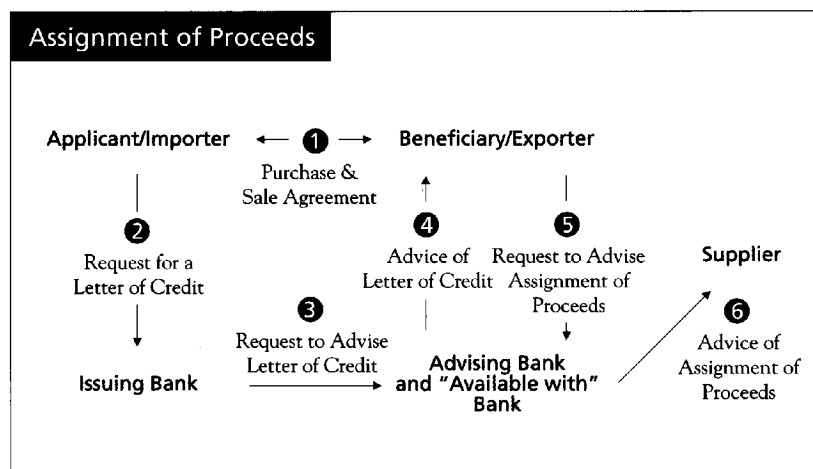 Assignment of Proceeds
Applicant/Importer
1
Beneficiary/Exporter
Purchase &
Sale Agreement
2
Request for a
Letter of Credit
3
Request to Advise
Letter of Credit
4
Advice of
Letter of Credit
5
Request to Advise
Assignment of
Proceeds
Supplier
6
Advice of
Assignment of
Proceeds
Issuing Bank
Advising Bank
and "Available with"
Bank